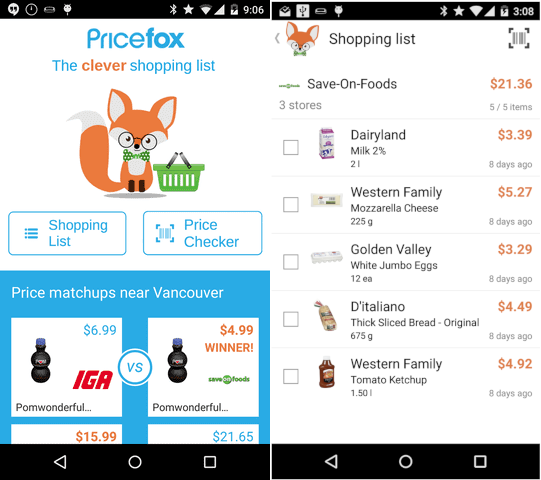 9:06
Pricefox
The clever shopping list
Shopping
List
Price
Checker
Price matchups near Vancouver
$6.99
IGA
Pomwonderful...
VS
$4.99
WINNER!
save on foods
Pomwonderful...
$15.99
$21.65
3:08
Shopping list
save on foods
Save-On-Foods
$21.36
3 stores
5 / 5 items
Dairyland
$3.39
Milk 2%
2 l
8 days ago
Western Family
$5.27
Mozzarella Cheese
225 g
8 days ago
Golden Valley
$3.29
White Jumbo Eggs
12 ea
8 days ago
D'italiano
$4.49
Thick Sliced Bread - Original
675 g
8 days ago
Western Family
$4.92
Tomato Ketchup
1.50 l
8 days ago